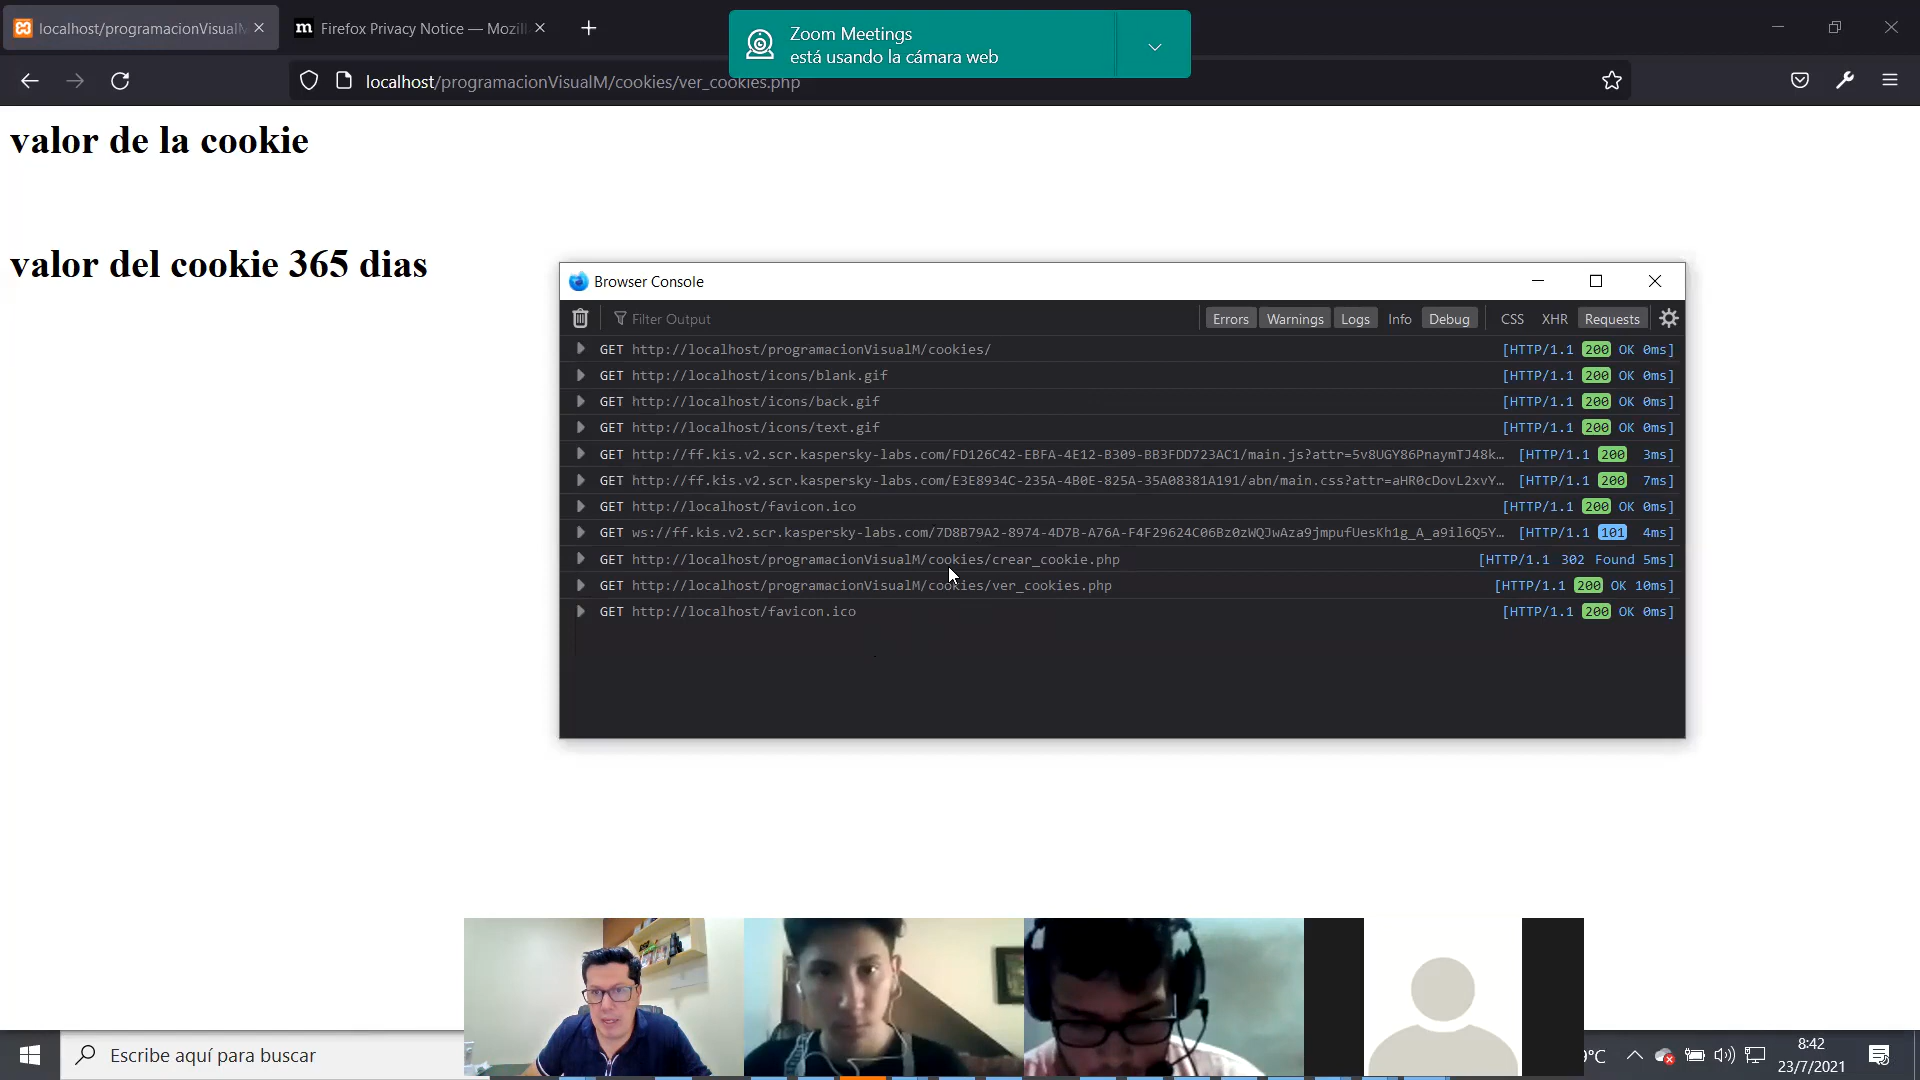 localhost/programacionVisualM
Firefox Privacy Notice — Mozil
Zoom Meetings
está usando la cámara web
localhost/programacionVisualM/cookies/ver_cookies.php
valor de la cookie
valor del cookie 365 dias
Browser Console
Filter Output
Errors Warnings Logs Info Debug CSS XHR Requests
GET http://localhost/programacionVisualM/cookies/ [HTTP/1.1 200 OK 0ms]
GET http://localhost/icons/blank.gif [HTTP/1.1 200 OK 0ms]
GET http://localhost/icons/back.gif [HTTP/1.1 200 OK 0ms]
GET http://localhost/icons/text.gif [HTTP/1.1 200 OK 0ms]
GET http://ff.kis.v2.scr.kaspersky-labs.com/FD126C42-EBFA-4E12-B309-BB3FDD723AC1/main.js?attr=5v8UGY86PnaymTJ48k… [HTTP/1.1 200 3ms]
GET http://ff.kis.v2.scr.kaspersky-labs.com/E3E8934C-235A-4B0E-825A-35A08381A191/abn/main.css?attr=aHR0cDovL2xvY… [HTTP/1.1 200 7ms]
GET http://localhost/favicon.ico [HTTP/1.1 200 OK 0ms]
GET ws://ff.kis.v2.scr.kaspersky-labs.com/7D8B79A2-8974-4D7B-A76A-F4F29624C06Bz0zWQJwAza9jmpufUesKh1g_A_a9il6Q5Y… [HTTP/1.1 101 4ms]
GET http://localhost/programacionVisualM/cookies/crear_cookie.php [HTTP/1.1 302 Found 5ms]
GET http://localhost/programacionVisualM/cookies/ver_cookies.php [HTTP/1.1 200 OK 10ms]
GET http://localhost/favicon.ico [HTTP/1.1 200 OK 0ms]
Escribe aquí para buscar
9°C
8:42
23/7/2021